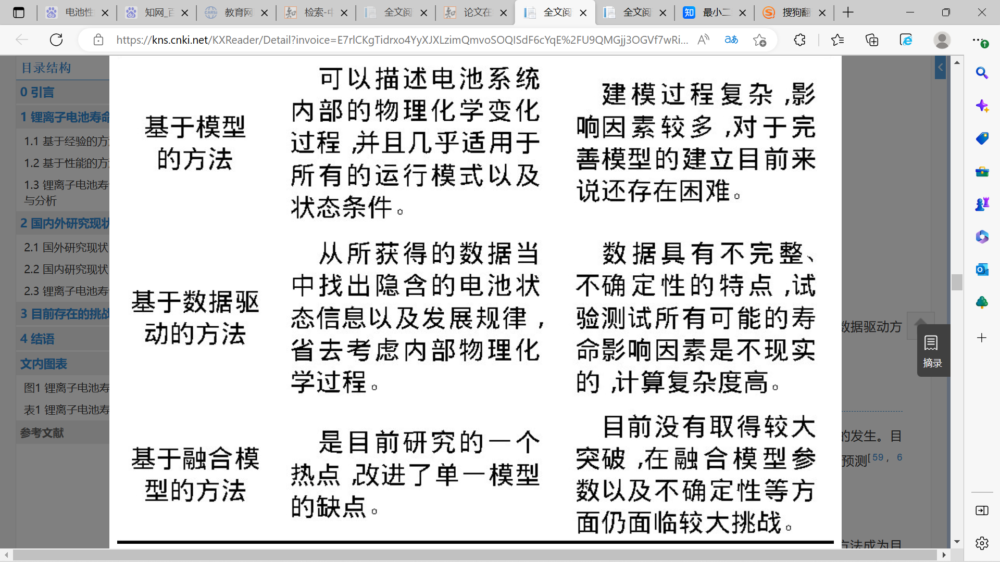 电池性
知网_百
教育网
检索-中
全文阅
论文在
全文阅
全文阅
最小二
搜狗翻
https://kns.cnki.net/KXReader/Detail?invoice=E7rlCKgTidrxo4YyXJXLzimQmvoSOQISdF6cYqE%2FU9QMGjj3OGVf7wRi...
目录结构
0 引言
1 锂离子电池寿命
1.1 基于经验的方法
1.2 基于性能的方法
1.3 锂离子电池寿
与分析
2 国内外研究现状
2.1 国外研究现状
2.2 国内研究现状
2.3 锂离子电池寿
3 目前存在的挑战
4 结语
文内图表
图1 锂离子电池寿
表1 锂离子电池寿
参考文献
基于模型
的方法
可以描述电池系统
内部的物理化学变化
过程,并且几乎适用于
所有的运行模式以及
状态条件。
建模过程复杂,影
响因素较多,对于完
善模型的建立目前来
说还存在困难。
基于数据驱
动的方法
从所获得的数据当
中找出隐含的电池状
态信息以及发展规律,
省去考虑内部物理化
学过程。
数据具有不完整、
不确定性的特点,试
验测试所有可能的寿
命影响因素是不现实
的,计算复杂度高。
基于融合模
型的方法
是目前研究的一个
热点,改进了单一模型
的缺点。
目前没有取得较大
突破,在融合模型参
数以及不确定性等方
面仍面临较大挑战。
数据驱动方
摘录
的发生。目
预测[59，6
方法成为目